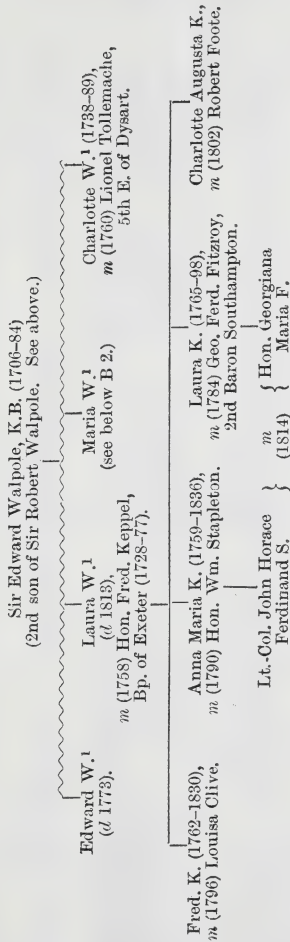 Sir Edward Walpole, K.B. (1706–84)
(2nd son of Sir Robert Walpole. See above.)
Edward W.¹
(d 1773).
Laura W.¹
(d 1813),
m (1758) Hon. Fred. Keppel,
Bp. of Exeter (1728–77).
Maria W.¹
(see below B 2.)
Charlotte W.¹ (1738–89),
m (1760) Lionel Tollemache,
5th E. of Dysart.
Fred. K. (1762–1830),
m (1796) Louisa Clive.
Anna Maria K. (1759–1836),
m (1790) Hon. Wm. Stapleton.
Laura K. (1765–98),
m (1784) Geo. Ferd. Fitzroy,
2nd Baron Southampton.
Charlotte Augusta K.,
m (1802) Robert Foote.
Lt.-Col. John Horace
Ferdinand S.
m
(1814)
Hon. Georgiana
Maria F.